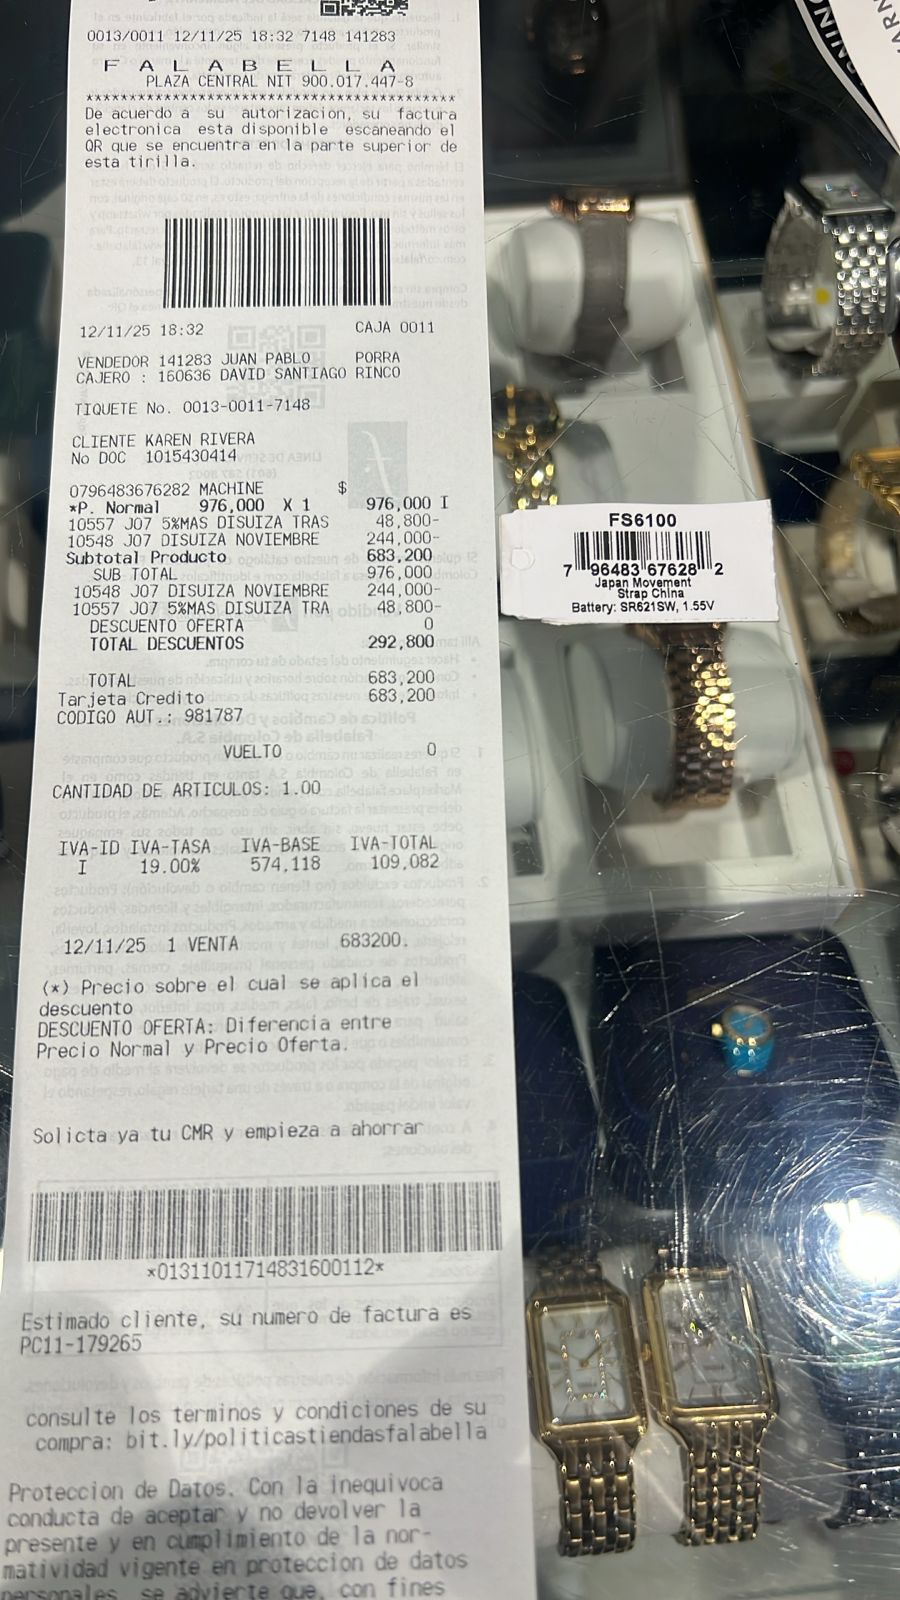 0013/0011 12/11/25 18:32 7148 141283
F A L A B E L L A
PLAZA CENTRAL NIT 900.017.447-8
*****************************************
De acuerdo a su autorizacion, su factura
electronica esta disponible escaneando el
QR que se encuentra en la parte superior de
esta tirilla.
12/11/25 18:32 CAJA 0011
VENDEDOR 141283 JUAN PABLO PORRA
CAJERO : 160636 DAVID SANTIAGO RINCO
TIQUETE No. 0013-0011-7148
CLIENTE KAREN RIVERA
No DOC 1015430414
0796483676282 MACHINE $
*P. Normal 976,000 X 1 976,000 I
10557 J07 5%MAS DISUIZA TRAS 48,800-
10548 J07 DISUIZA NOVIEMBRE 244,000-
Subtotal Producto 683,200
SUB TOTAL 976,000
10548 J07 DISUIZA NOVIEMBRE 244,000-
10557 J07 5%MAS DISUIZA TRA 48,800-
DESCUENTO OFERTA 0
TOTAL DESCUENTOS 292,800
TOTAL 683,200
Tarjeta Credito 683,200
CODIGO AUT.: 981787
VUELTO 0
CANTIDAD DE ARTICULOS: 1.00
IVA-ID IVA-TASA IVA-BASE IVA-TOTAL
I 19.00% 574,118 109,082
12/11/25 1 VENTA 683200.
(*) Precio sobre el cual se aplica el
descuento
DESCUENTO OFERTA: Diferencia entre
Precio Normal y Precio Oferta.
Solicta ya tu CMR y empieza a ahorrar
*01311011714831600112*
Estimado cliente, su numero de factura es
PC11-179265
consulte los terminos y condiciones de su
compra: bit.ly/politicastiendasfalabella
Proteccion de Datos. Con la inequivoca
conducta de aceptar y no devolver la
presente y en cumplimiento de la nor-
matividad vigente en proteccion de datos
personales, se advierte que, con fines
FS6100
7 96483 67628 2
Japan Movement
Strap China
Battery: SR621SW, 1.55V